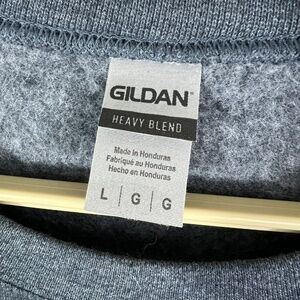 GILDAN
HEAVY BLEND
Made in Honduras
Fabriqué au Honduras
Hecho en Honduras
L | G | G